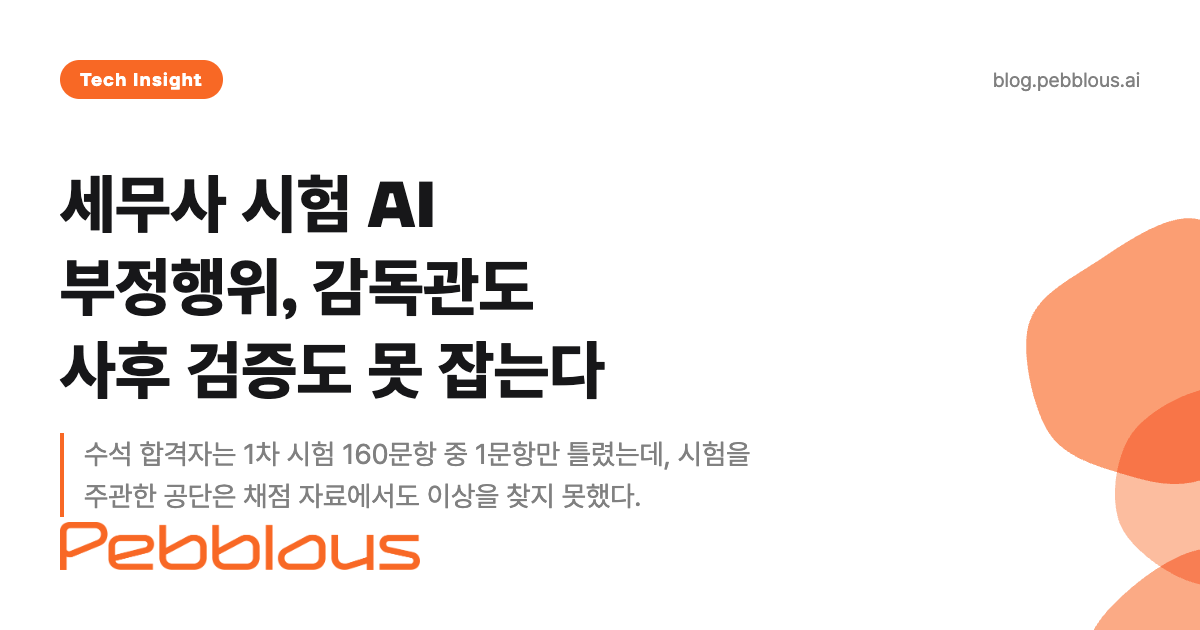 Tech Insight
blog.pebblous.ai
세무사 시험 AI
부정행위, 감독관도
사후 검증도 못 잡는다
수석 합격자는 1차 시험 160문항 중 1문항만 틀렸는데, 시험을
주관한 공단은 채점 자료에서도 이상을 찾지 못했다.
Pebblous